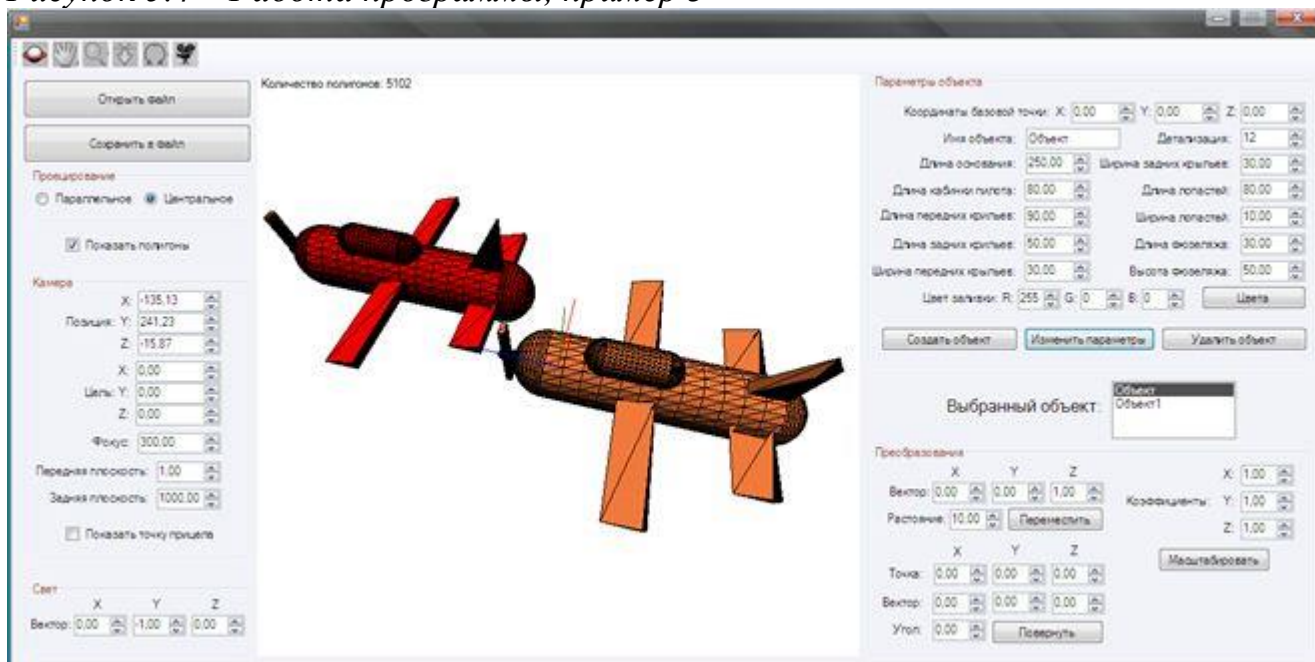 Рисунок
Работа программы, пример
Открыть файл
Сохранить в файл
Проецирование
Параллельное Центральное
Показать полигоны
Камера
X: -135,13
Позиция: Y: 241,23
Z: -15,87
X: 0,00
Цель: Y: 0,00
Z: 0,00
Фокус: 300,00
Передняя плоскость: 1,00
Задняя плоскость: 1000,00
Показать точку прицела
Свет
X Y Z
Вектор: 0,00 -1,00 0,00
Количество полигонов: 5102
Параметры объекта
Координаты базовой точки: X: 0,00 Y: 0,00 Z: 0,00
Имя объекта: Объект Детализация: 12
Длина основания: 250,00 Ширина задних крыльев: 30,00
Длина кабинки пилота: 80,00 Длина лопастей: 80,00
Длина передних крыльев: 90,00 Ширина лопастей: 10,00
Длина задних крыльев: 50,00 Длина фюзеляжа: 30,00
Ширина передних крыльев: 30,00 Высота фюзеляжа: 50,00
Цвет заливки: R: 255 G: 0 B: 0 Цвета
Создать объект Изменить параметры Удалить объект
Выбранный объект: Объект
Объект1
Преобразования
X Y Z
Вектор: 0,00 0,00 1,00
Растояние: 10,00 Переместить
X Y Z
Точка: 0,00 0,00 0,00
Вектор: 0,00 0,00 0,00
Угол: 0,00 Повернуть
X: 1,00
Коэффициенты: Y: 1,00
Z: 1,00
Масштабировать